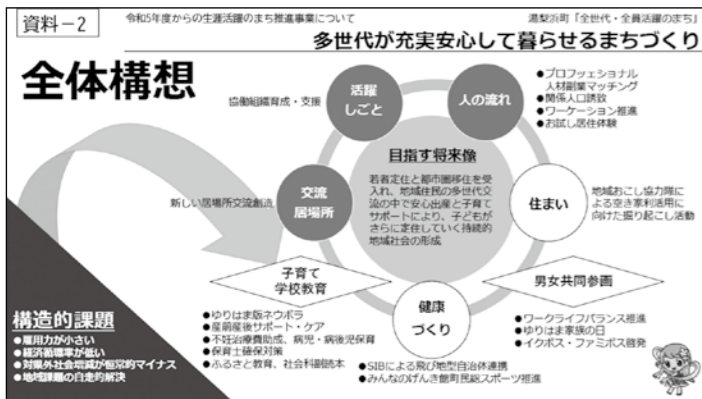 資料－2
令和5年度からの生涯活躍のまち推進事業について
湯梨浜町「全世代・全員活躍のまち」
多世代が充実安心して暮らせるまちづくり
全体構想
活躍
しごと
協働組織育成・支援
人の流れ
●プロフェッショナル
人材副業マッチング
●関係人口誘致
●ワーケーション推進
●お試し居住体験
目指す将来像
若者定住と都市圏移住を受
入れ、地域住民の多世代交
流の中で安心出産と子育て
サポートにより、子どもが
さらに定住していく持続的
地域社会の形成
交流
居場所
新しい居場所交流創造
住まい
地域おこし協力隊に
よる空き家利活用に
向けた掘り起こし活動
子育て
学校教育
●ゆりはま版ネウボラ
●産前産後サポート・ケア
●不妊治療費助成、病児・病後児保育
●保育士確保対策
●ふるさと教育、社会科副読本
健康
づくり
●SIBによる飛び地型自治体連携
●みんなのげんき館町民総スポーツ推進
男女共同参画
●ワークライフバランス推進
●ゆりはま家族の日
●イクボス・ファミボス啓発
構造的課題
●雇用力が小さい
●経済循環率が低い
●対県外社会増減が恒常的マイナス
●地域課題の自走的解決